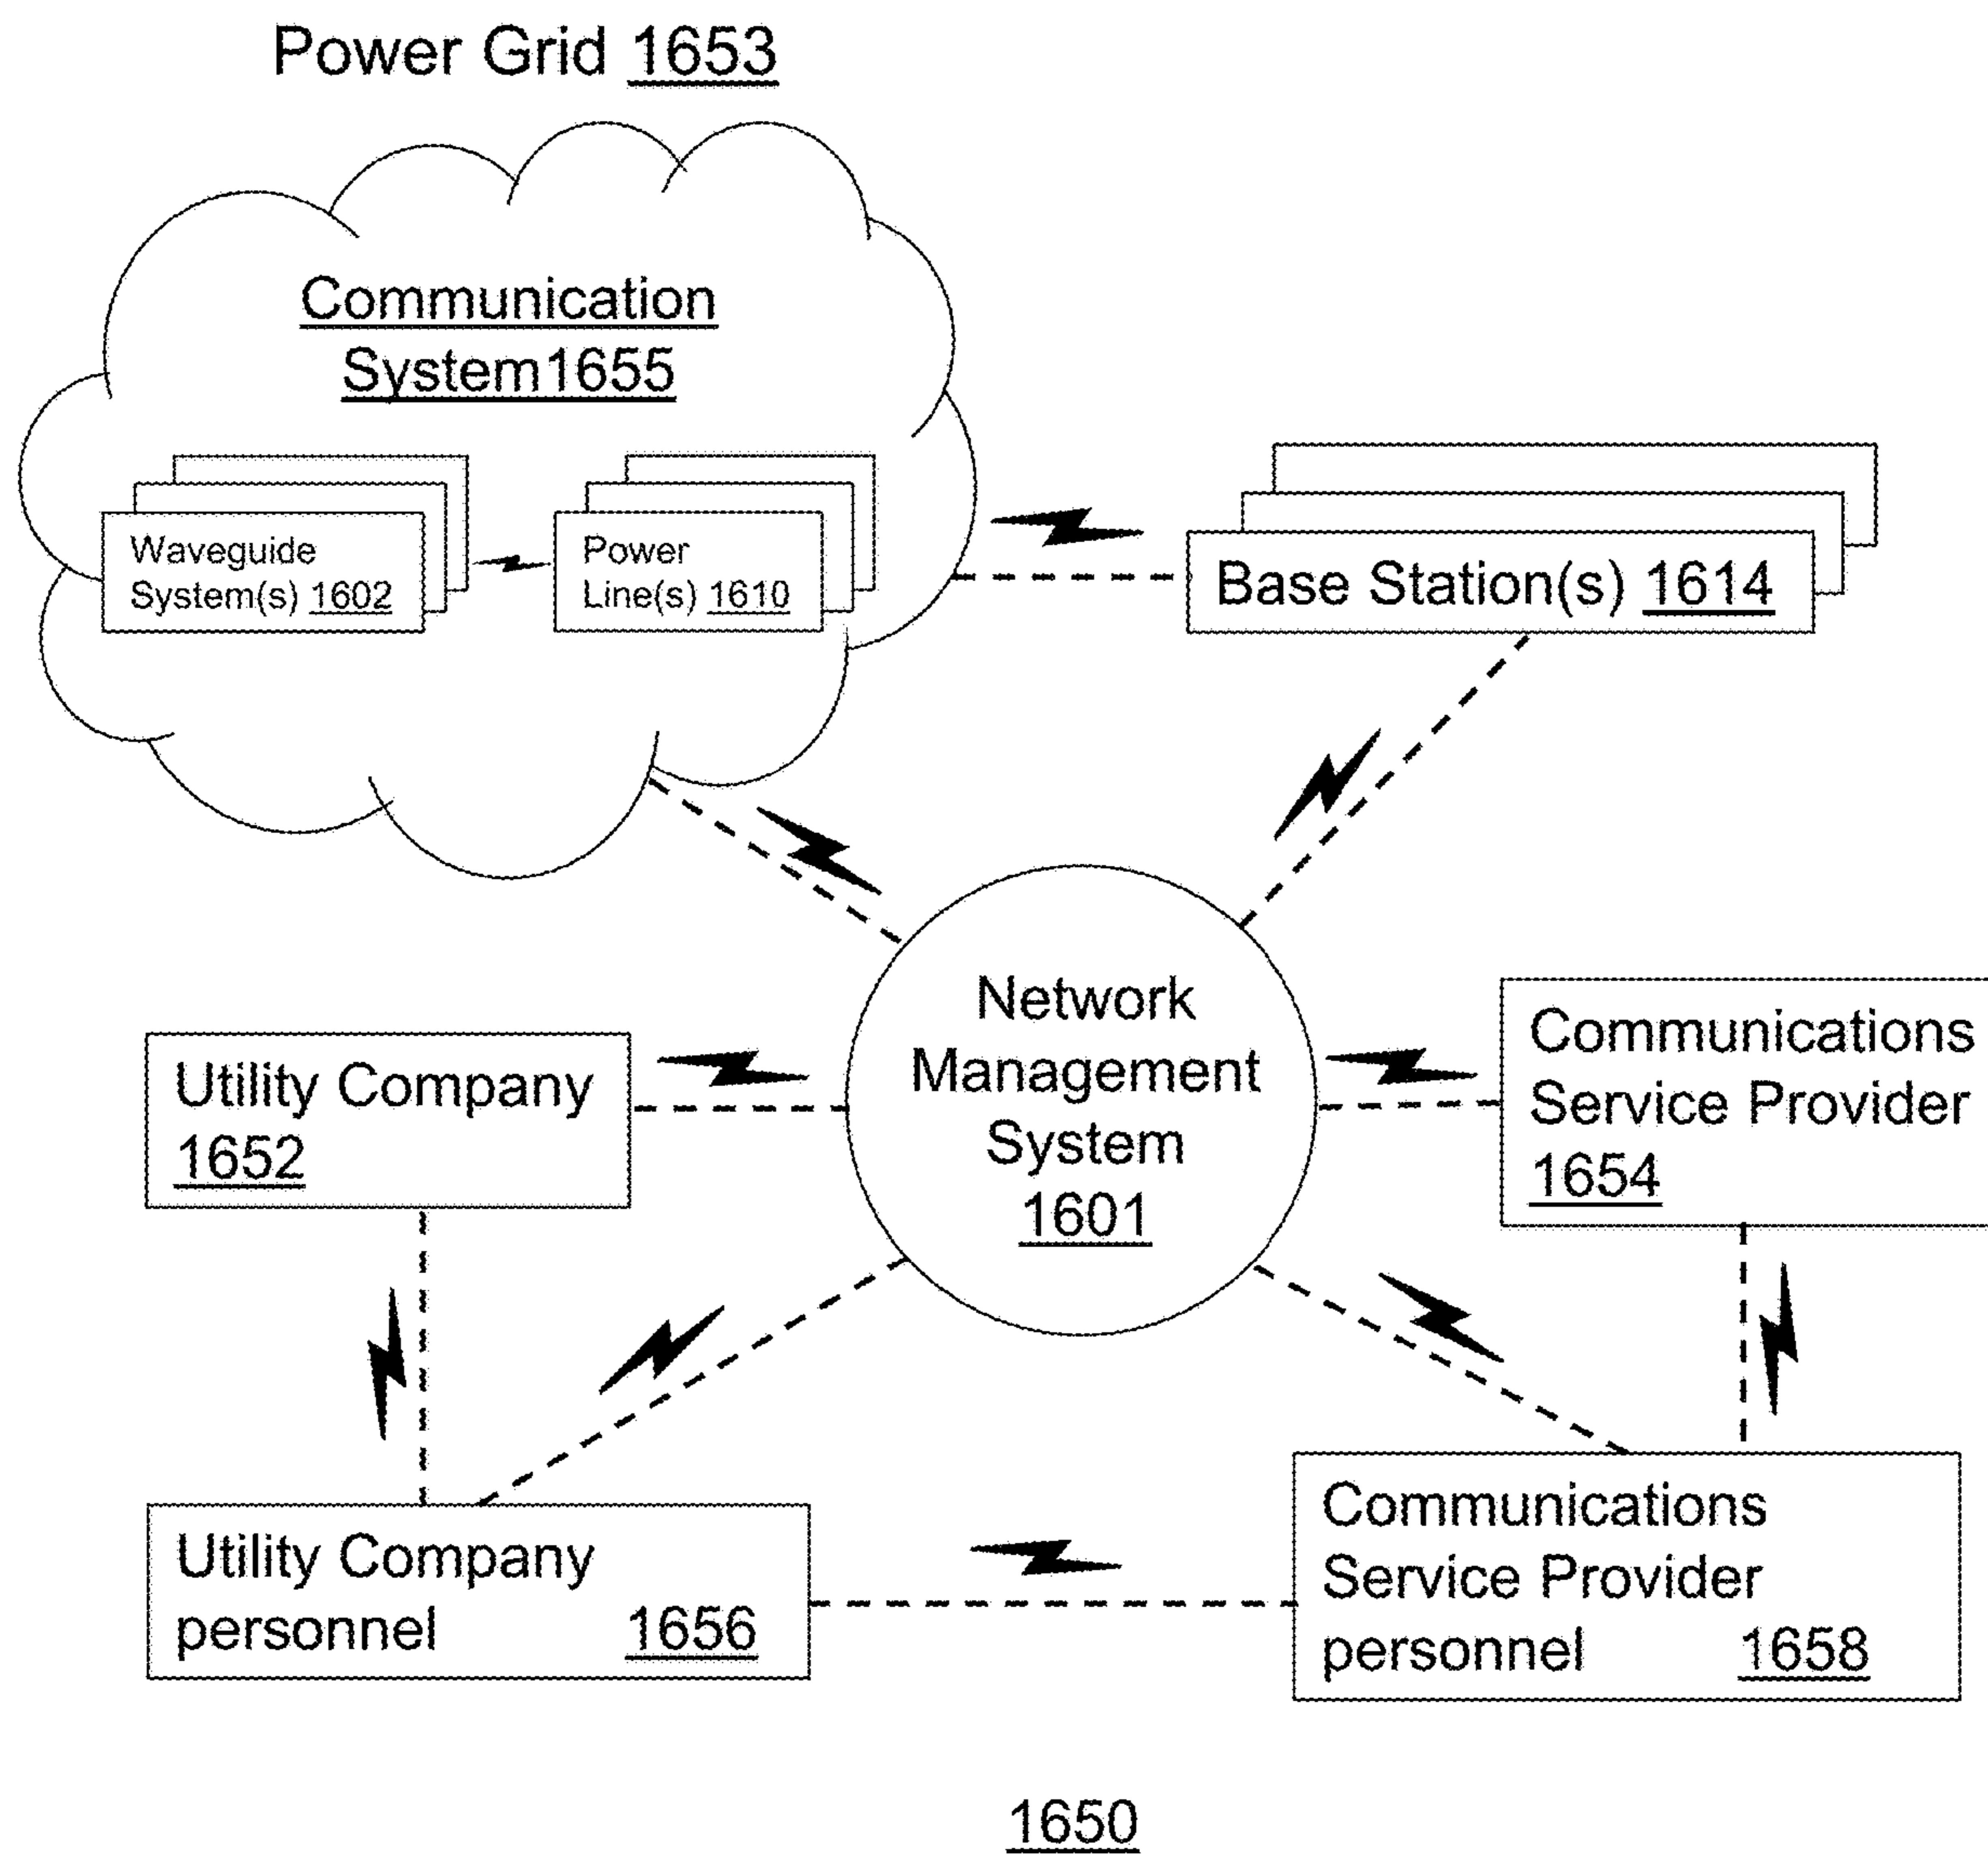 Power Grid 1653
Communication
System1655
Waveguide
System(s) 1602
Power
Line(s) 1610
Base Station(s) 1614
Network
Management
System
1601
Utility Company
1652
Communications
Service Provider
1654
Utility Company
personnel 1656
Communications
Service Provider
personnel 1658
1650